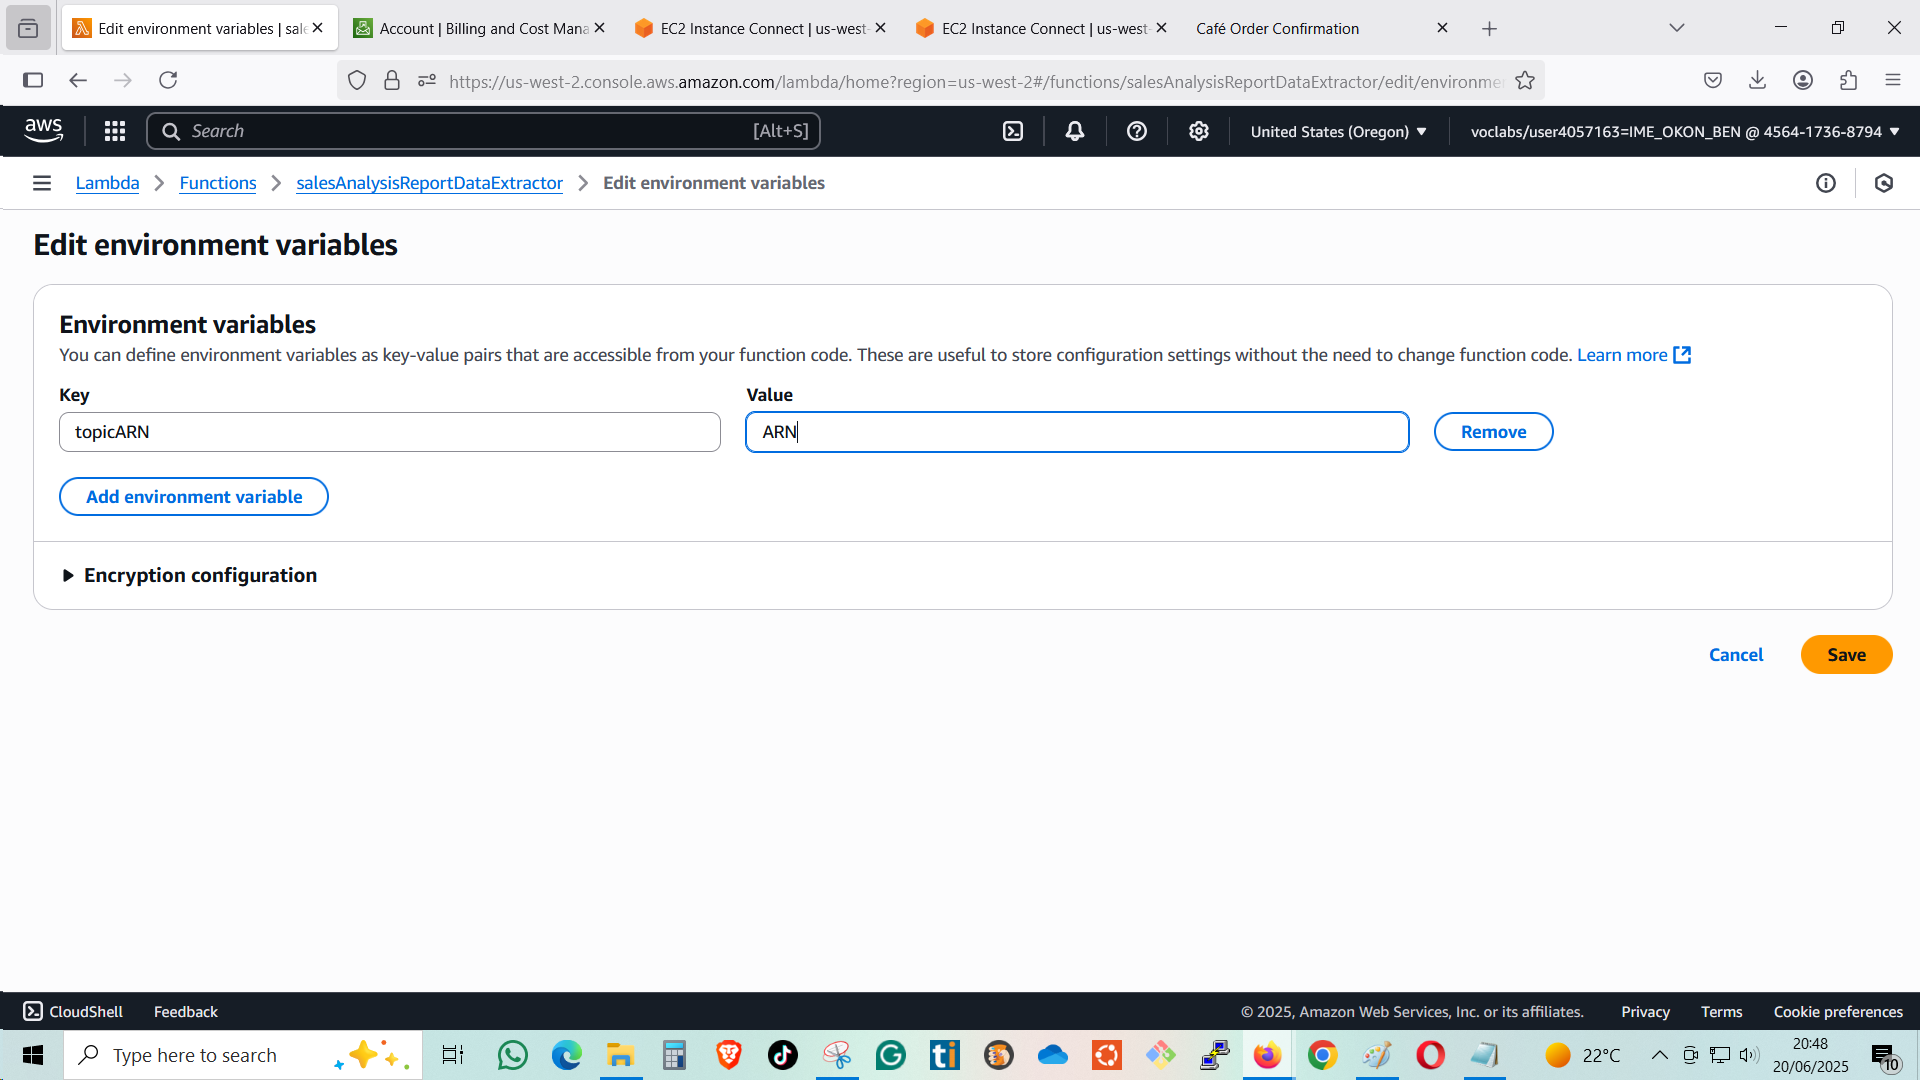 Edit environment variables | sale
Account | Billing and Cost Mana
EC2 Instance Connect | us-west-
EC2 Instance Connect | us-west-
Café Order Confirmation
https://us-west-2.console.aws.amazon.com/lambda/home?region=us-west-2#/functions/salesAnalysisReportDataExtractor/edit/environme
aws
Search
[Alt+S]
United States (Oregon)
voclabs/user4057163=IME_OKON_BEN @ 4564-1736-8794
Lambda
Functions
salesAnalysisReportDataExtractor
Edit environment variables
Edit environment variables
Environment variables
You can define environment variables as key-value pairs that are accessible from your function code. These are useful to store configuration settings without the need to change function code. Learn more
Key
Value
topicARN
ARN
Remove
Add environment variable
Encryption configuration
Cancel
Save
CloudShell
Feedback
© 2025, Amazon Web Services, Inc. or its affiliates.
Privacy
Terms
Cookie preferences
Type here to search
ti
22°C
20:48
20/06/2025
10